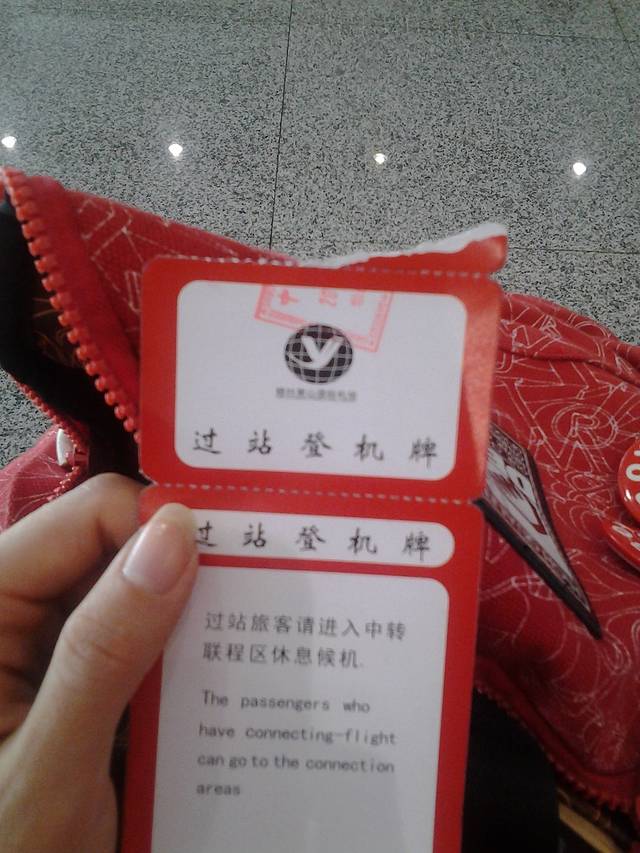 过站登机牌
过站登机牌
过站旅客请进入中转
联程区休息候机.
The passengers who
have connecting-flight
can go to the connection
areas